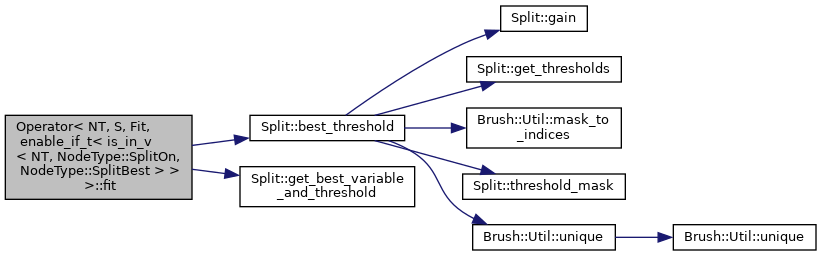 Operator< NT, S, Fit,
enable_if_t< is_in_v
< NT, NodeType::SplitOn,
NodeType::SplitBest > >
>::fit
Split::best_threshold
Split::get_best_variable
_and_threshold
Split::gain
Split::get_thresholds
Brush::Util::mask_to
_indices
Split::threshold_mask
Brush::Util::unique
Brush::Util::unique